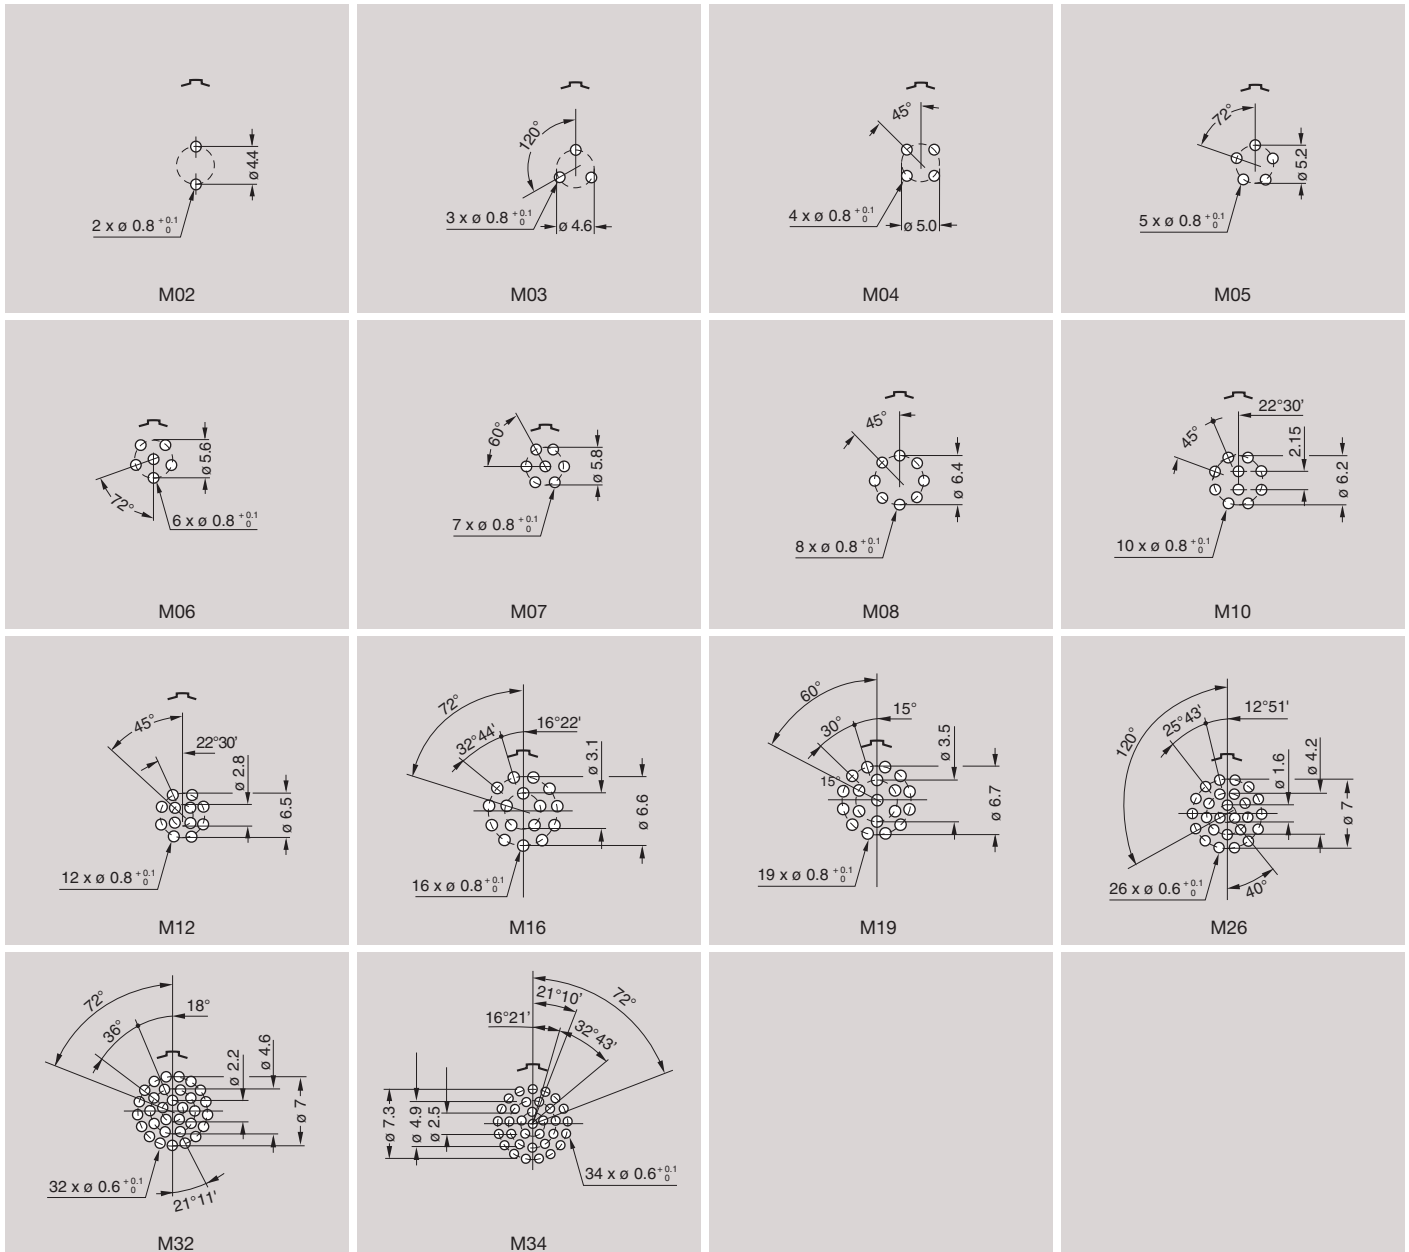 ø 4.4
2 x ø 0.8 +0.1 0
M02
120°
3 x ø 0.8 +0.1 0
ø 4.6
M03
45°
4 x ø 0.8 +0.1 0
ø 5.0
M04
72°
ø 5.2
5 x ø 0.8 +0.1 0
M05
ø 5.6
72°
6 x ø 0.8 +0.1 0
M06
60°
ø 5.8
7 x ø 0.8 +0.1 0
M07
45°
ø 6.4
8 x ø 0.8 +0.1 0
M08
22°30'
45°
2.15
ø 6.2
10 x ø 0.8 +0.1 0
M10
45°
22°30'
ø 2.8
ø 6.5
12 x ø 0.8 +0.1 0
M12
72°
32°44'
16°22'
ø 3.1
ø 6.6
16 x ø 0.8 +0.1 0
M16
60°
30°
15°
15°
ø 3.5
ø 6.7
19 x ø 0.8 +0.1 0
M19
120°
25°43'
12°51'
ø 1.6
ø 4.2
ø 7
26 x ø 0.6 +0.1 0
40°
M26
72°
36°
18°
ø 2.2
ø 4.6
ø 7
32 x ø 0.6 +0.1 0
21°11'
M32
21°10'
72°
16°21'
32°43'
ø 7.3
ø 4.9
ø 2.5
34 x ø 0.6 +0.1 0
M34